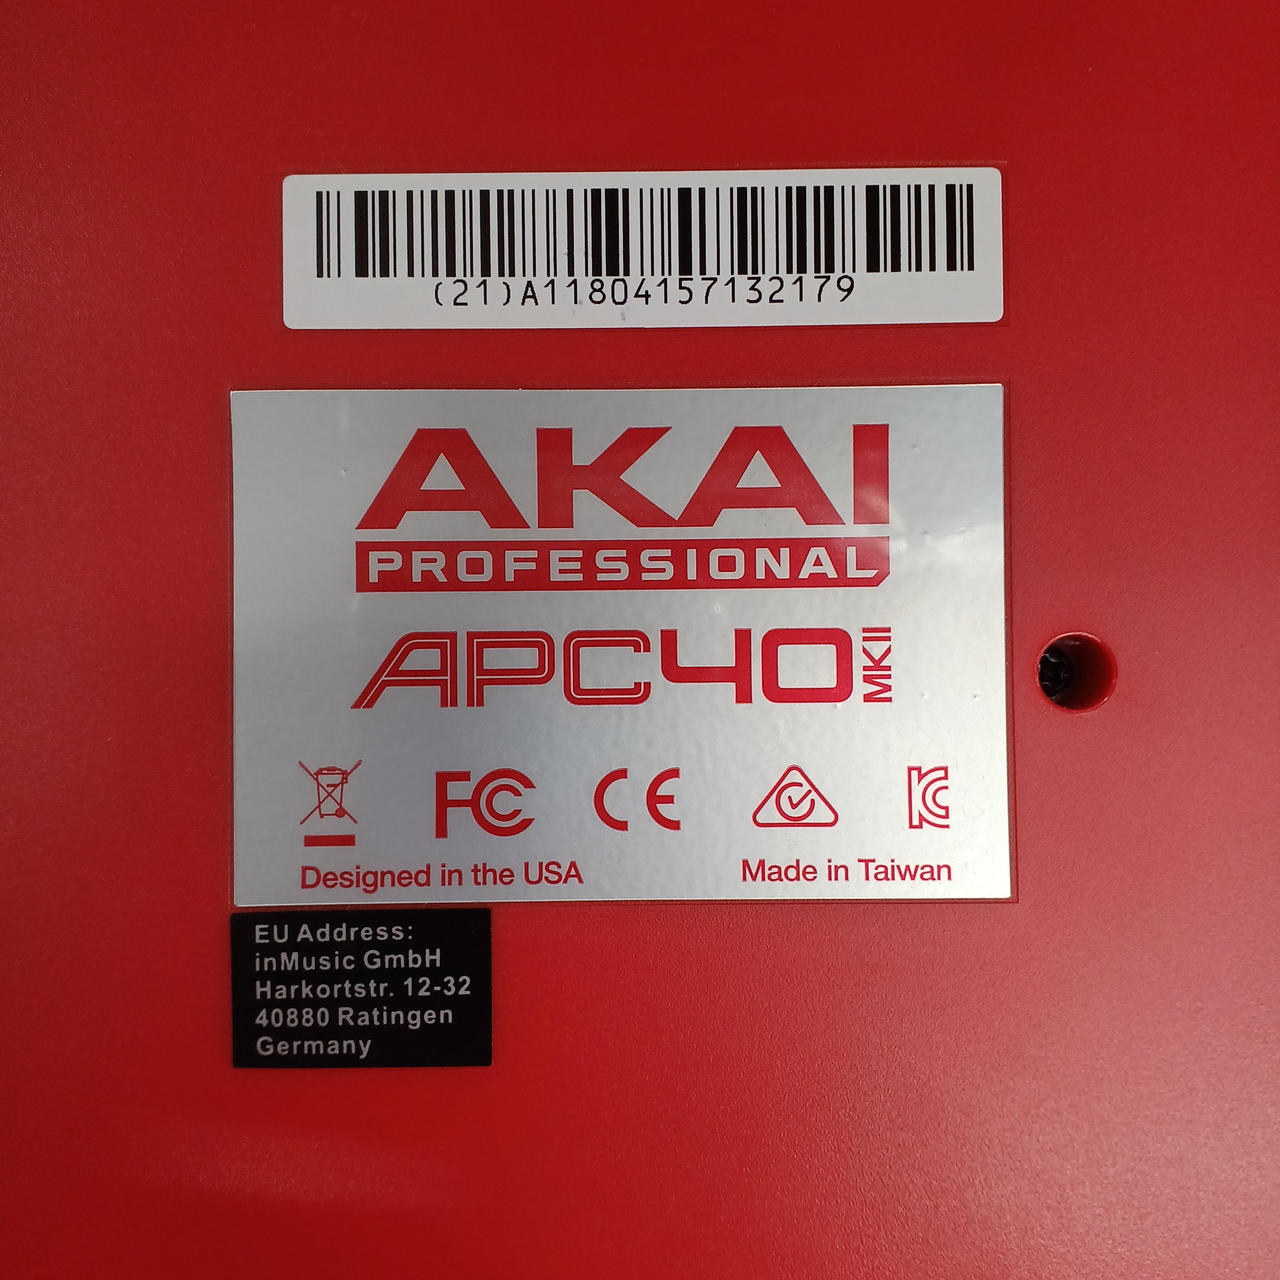 (21)A11804157132179
AKAI
PROFESSIONAL
APC40 MKII
FC CE
Designed in the USA Made in Taiwan
EU Address:
inMusic GmbH
Harkortstr. 12-32
40880 Ratingen
Germany